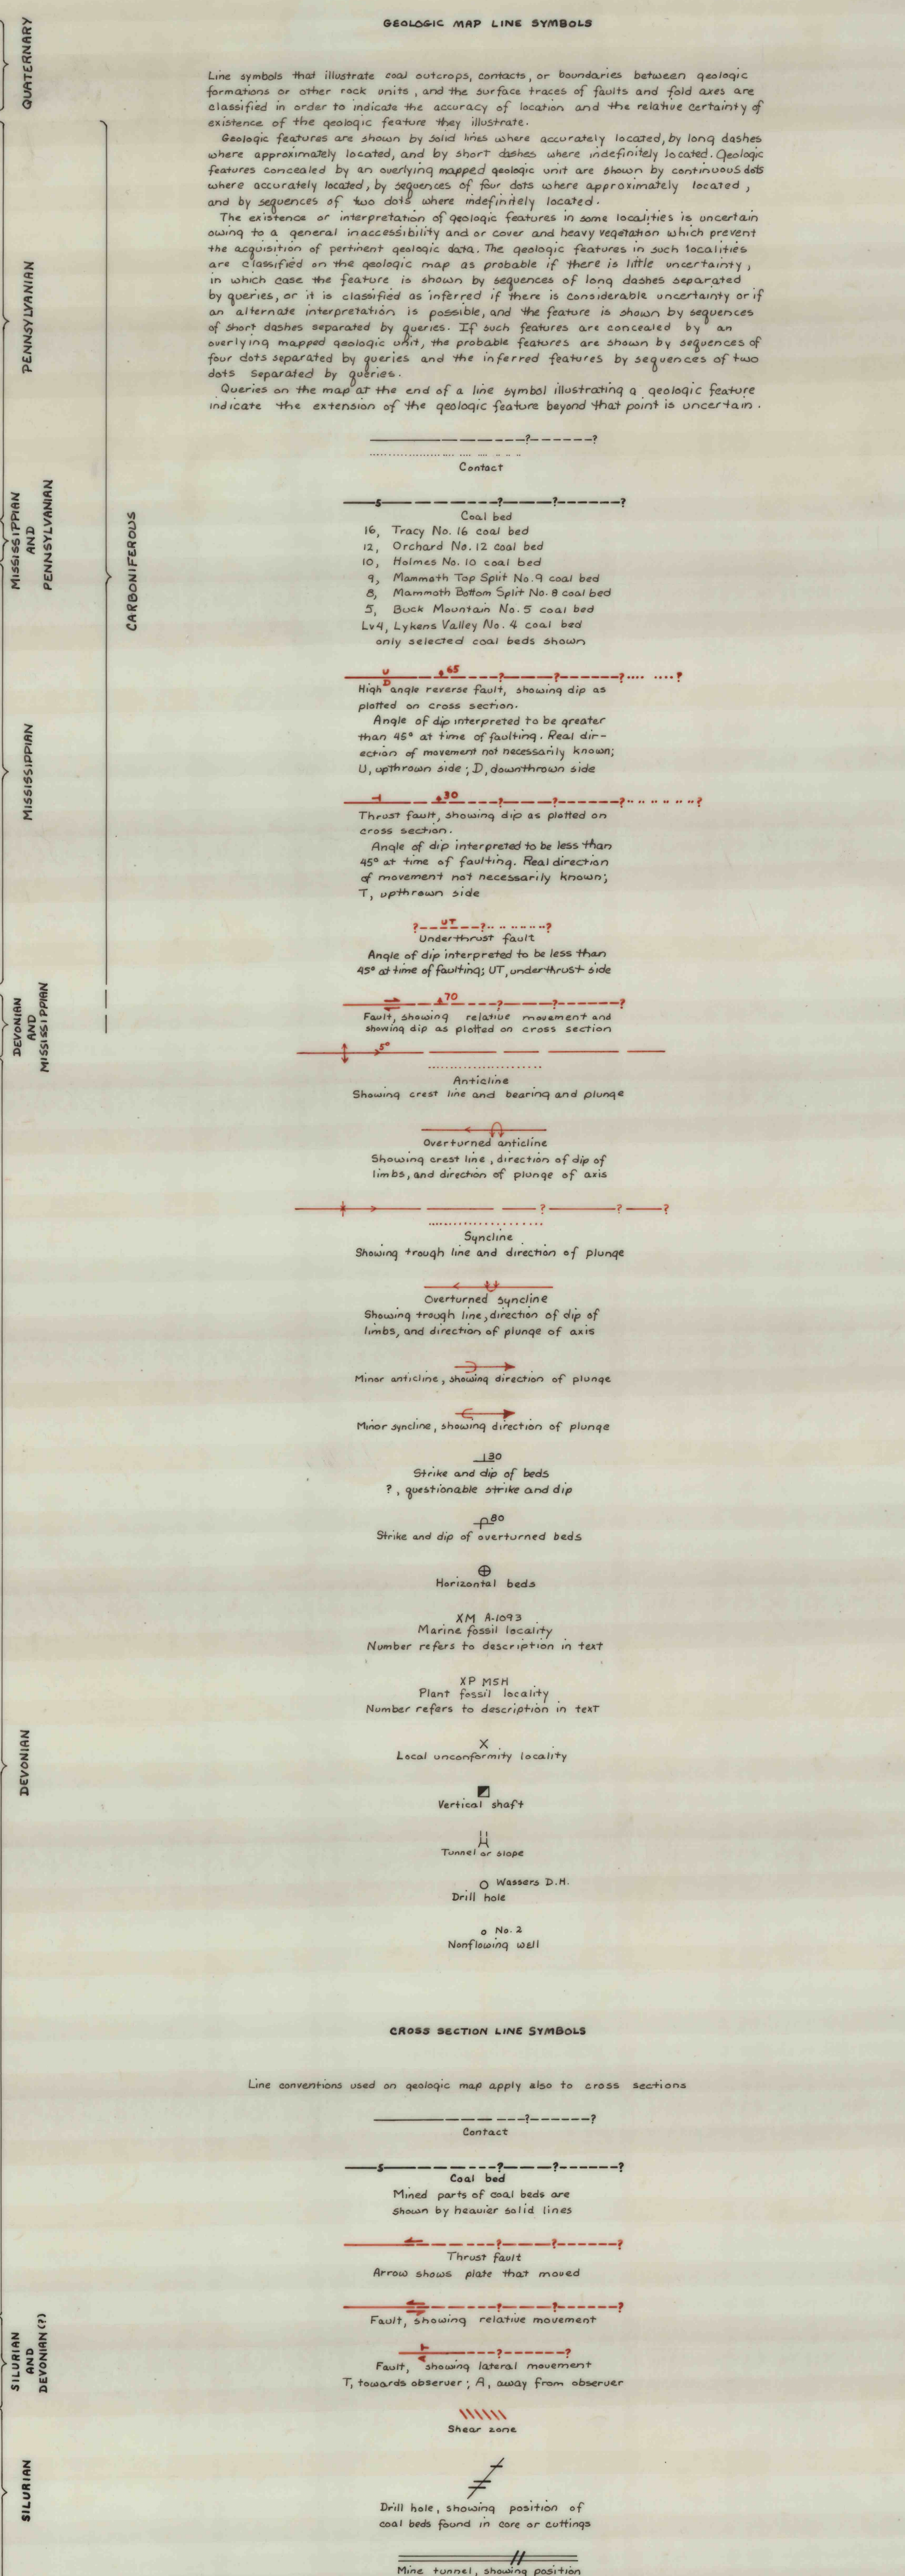 QUATERNARY
PENNSYLVANIAN
MISSISSIPPIAN
AND
PENNSYLVANIAN
CARBONIFEROUS
MISSISSIPPIAN
DEVONIAN
AND
MISSISSIPPIAN
DEVONIAN
SILURIAN
AND
DEVONIAN(?)
SILURIAN
GEOLOGIC MAP LINE SYMBOLS
Line symbols that illustrate coal outcrops, contacts, or boundaries between geologic
formations or other rock units, and the surface traces of faults and fold axes are
classified in order to indicate the accuracy of location and the relative certainty of
existence of the geologic feature they illustrate.
Geologic features are shown by solid lines where accurately located, by long dashes
where approximately located, and by short dashes where indefinitely located. Geologic
features concealed by an overlying mapped geologic unit are shown by continuous dots
where accurately located, by sequences of four dots where approximately located,
and by sequences of two dots where indefinitely located.
The existence or interpretation of geologic features in some localities is uncertain
owing to a general inaccessibility and or cover and heavy vegetation which prevent
the acquisition of pertinent geologic data. The geologic features in such localities
are classified on the geologic map as probable if there is little uncertainty,
in which case the feature is shown by sequences of long dashes separated
by queries, or it is classified as inferred if there is considerable uncertainty or if
an alternate interpretation is possible, and the feature is shown by sequences
of short dashes separated by queries. If such features are concealed by an
overlying mapped geologic unit, the probable features are shown by sequences of
four dots separated by queries and the inferred features by sequences of two
dots separated by queries.
Queries on the map at the end of a line symbol illustrating a geologic feature
indicate the extension of the geologic feature beyond that point is uncertain.
? ?
Contact
5 ? ? ?
Coal bed
16, Tracy No. 16 coal bed
12, Orchard No. 12 coal bed
10, Holmes No. 10 coal bed
9, Mammoth Top Split No. 9 coal bed
8, Mammoth Bottom Split No. 8 coal bed
5, Buck Mountain No. 5 coal bed
Lv4, Lykens Valley No. 4 coal bed
only selected coal beds shown
U 65
D ? ? ? ?
High angle reverse fault, showing dip as
plotted on cross section.
Angle of dip interpreted to be greater
than 45° at time of faulting. Real dir-
ection of movement not necessarily known;
U, upthrown side; D, downthrown side
T 30 ? ? ? ?
Thrust fault, showing dip as plotted on
cross section.
Angle of dip interpreted to be less than
45° at time of faulting. Real direction
of movement not necessarily known;
T, upthrown side
? UT ? ?
Underthrust fault
Angle of dip interpreted to be less than
45° at time of faulting; UT, underthrust side
70 ? ? ?
Fault, showing relative movement and
showing dip as plotted on cross section
5°
Anticline
Showing crest line and bearing and plunge
Overturned anticline
Showing crest line, direction of dip of
limbs, and direction of plunge of axis
? ? ?
Syncline
Showing trough line and direction of plunge
Overturned syncline
Showing trough line, direction of dip of
limbs, and direction of plunge of axis
Minor anticline, showing direction of plunge
Minor syncline, showing direction of plunge
30
Strike and dip of beds
?, questionable strike and dip
80
Strike and dip of overturned beds
Horizontal beds
XM A-1093
Marine fossil locality
Number refers to description in text
XP MSH
Plant fossil locality
Number refers to description in text
X
Local unconformity locality
Vertical shaft
Tunnel or slope
Wassers D.H.
Drill hole
No. 2
Nonflowing well
CROSS SECTION LINE SYMBOLS
Line conventions used on geologic map apply also to cross sections
? ?
Contact
5 ? ? ?
Coal bed
Mined parts of coal beds are
shown by heavier solid lines
? ? ?
Thrust fault
Arrow shows plate that moved
? ? ?
Fault, showing relative movement
T ? ?
A
Fault, showing lateral movement
T, towards observer; A, away from observer
Shear zone
Drill hole, showing position of
coal beds found in core or cuttings
Mine tunnel, showing position